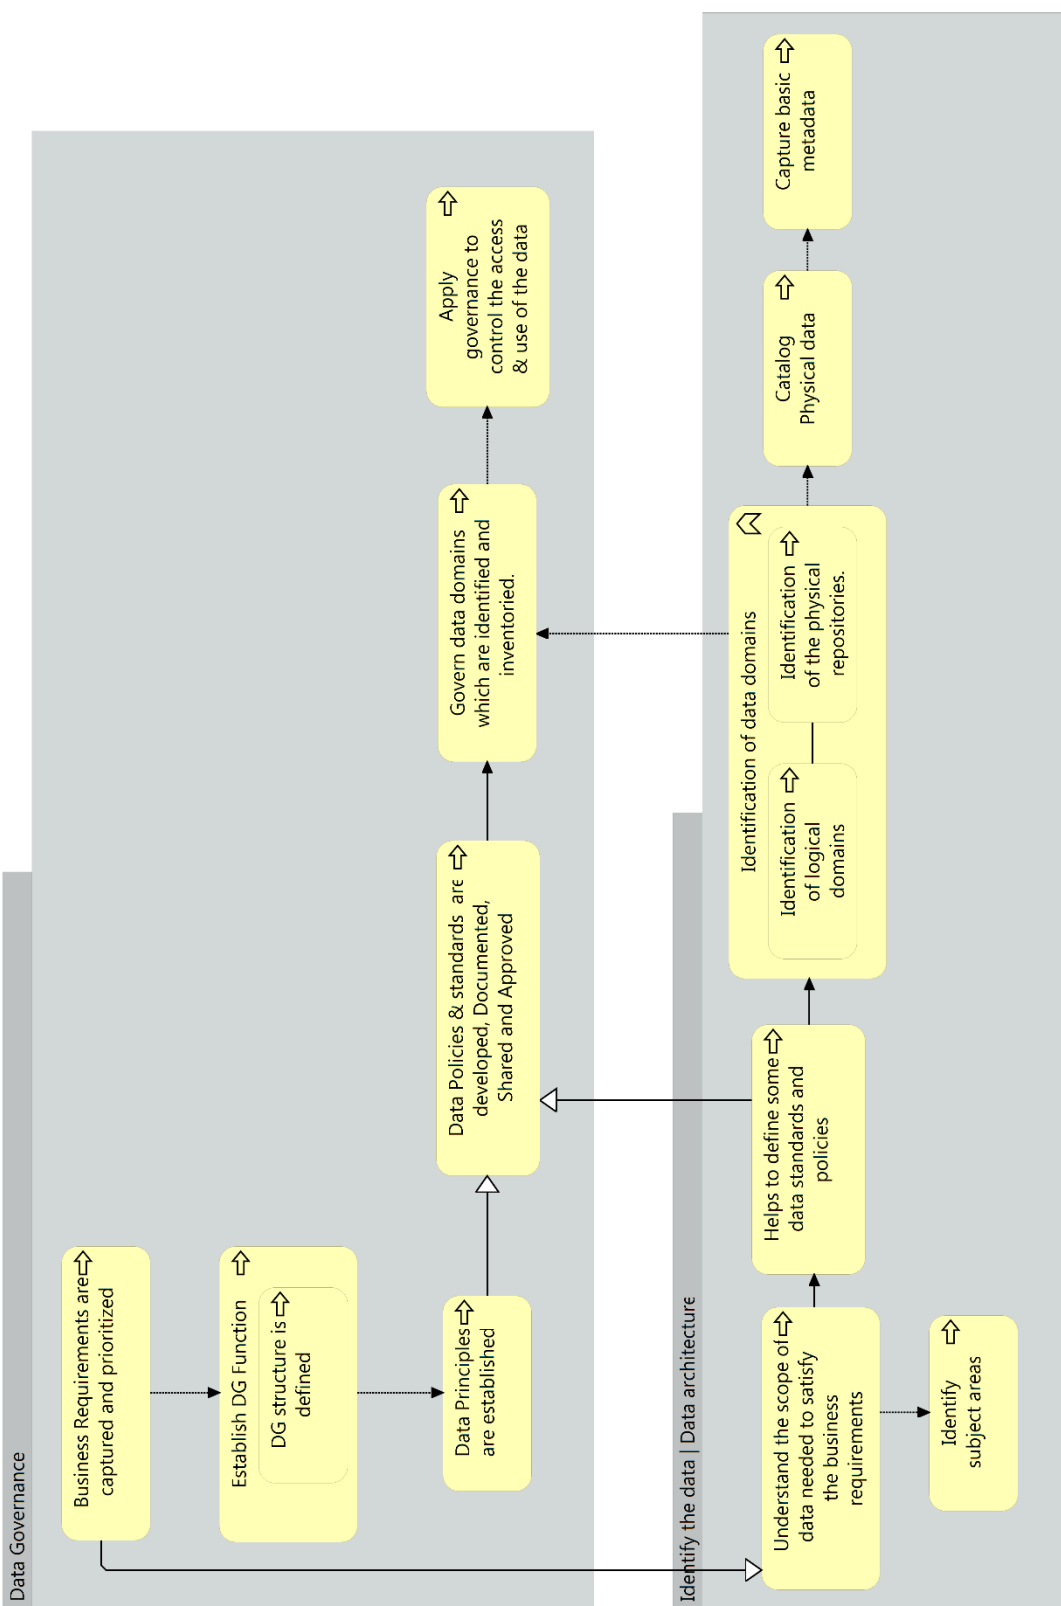 Data Governance
Business Requirements are
captured and prioritized
Establish DG Function
DG structure is
defined
Data Principles
are established
Data Policies & standards are
developed, Documented,
Shared and Approved
Govern data domains
which are identified and
inventoried.
Apply
governance to
control the access
& use of the data
Identify the data | Data architecture
Understand the scope of
data needed to satisfy
the business
requirements
Identify
subject areas
Helps to define some
data standards and
policies
Identification of data domains
Identification
of logical
domains
Identification
of the physical
repositories.
Catalog
Physical data
Capture basic
metadata